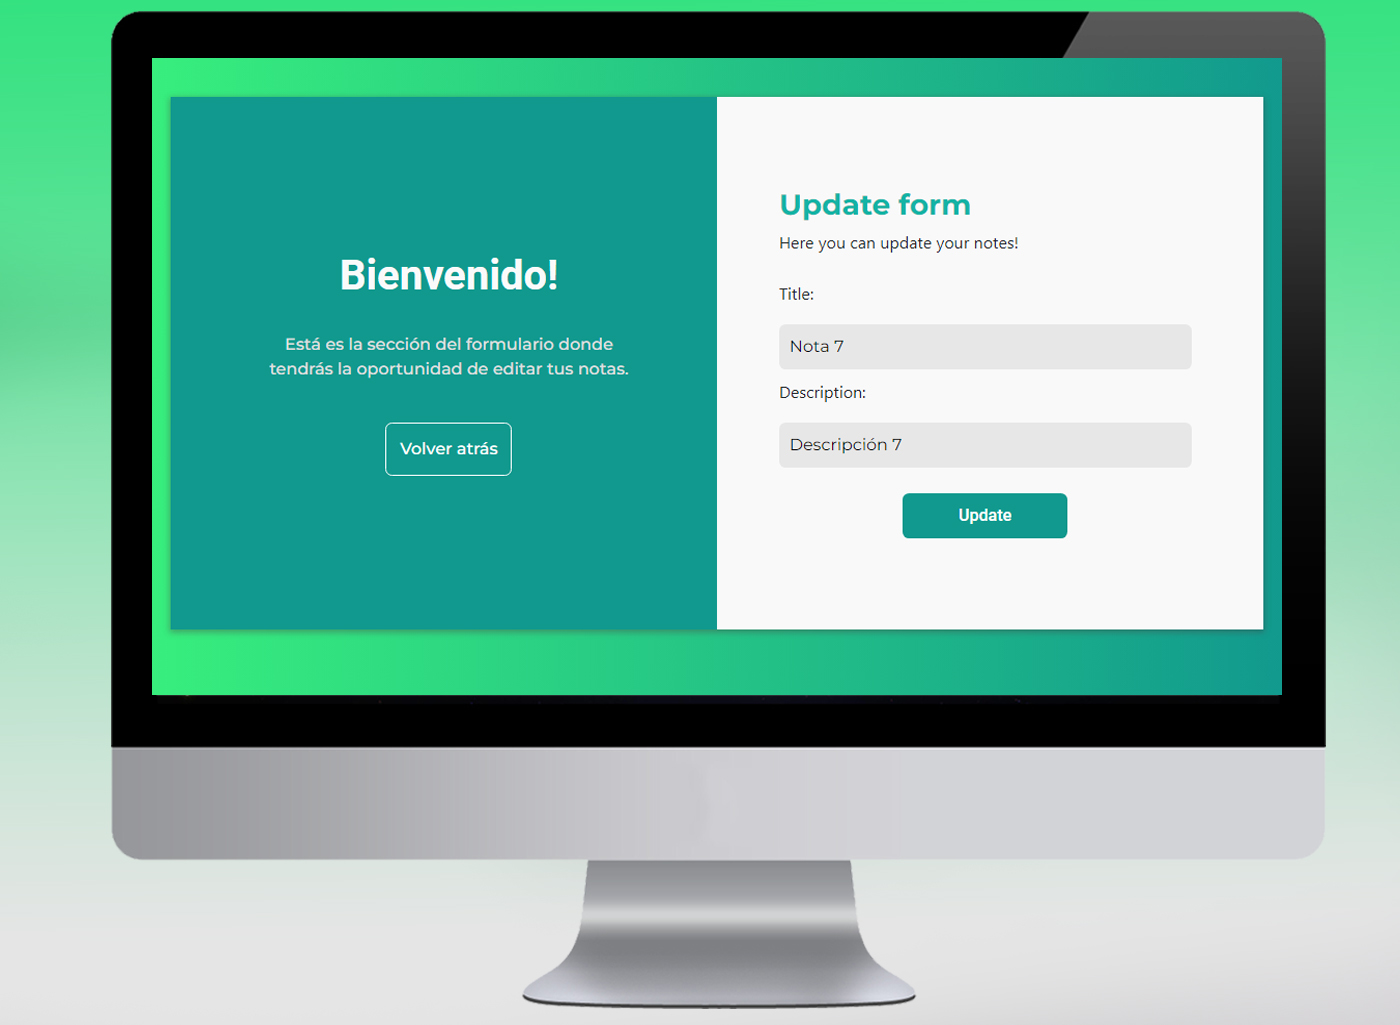 Bienvenido!
Está es la sección del formulario donde
tendrás la oportunidad de editar tus notas.
Volver atrás
Update form
Here you can update your notes!
Title:
Nota 7
Description:
Descripción 7
Update